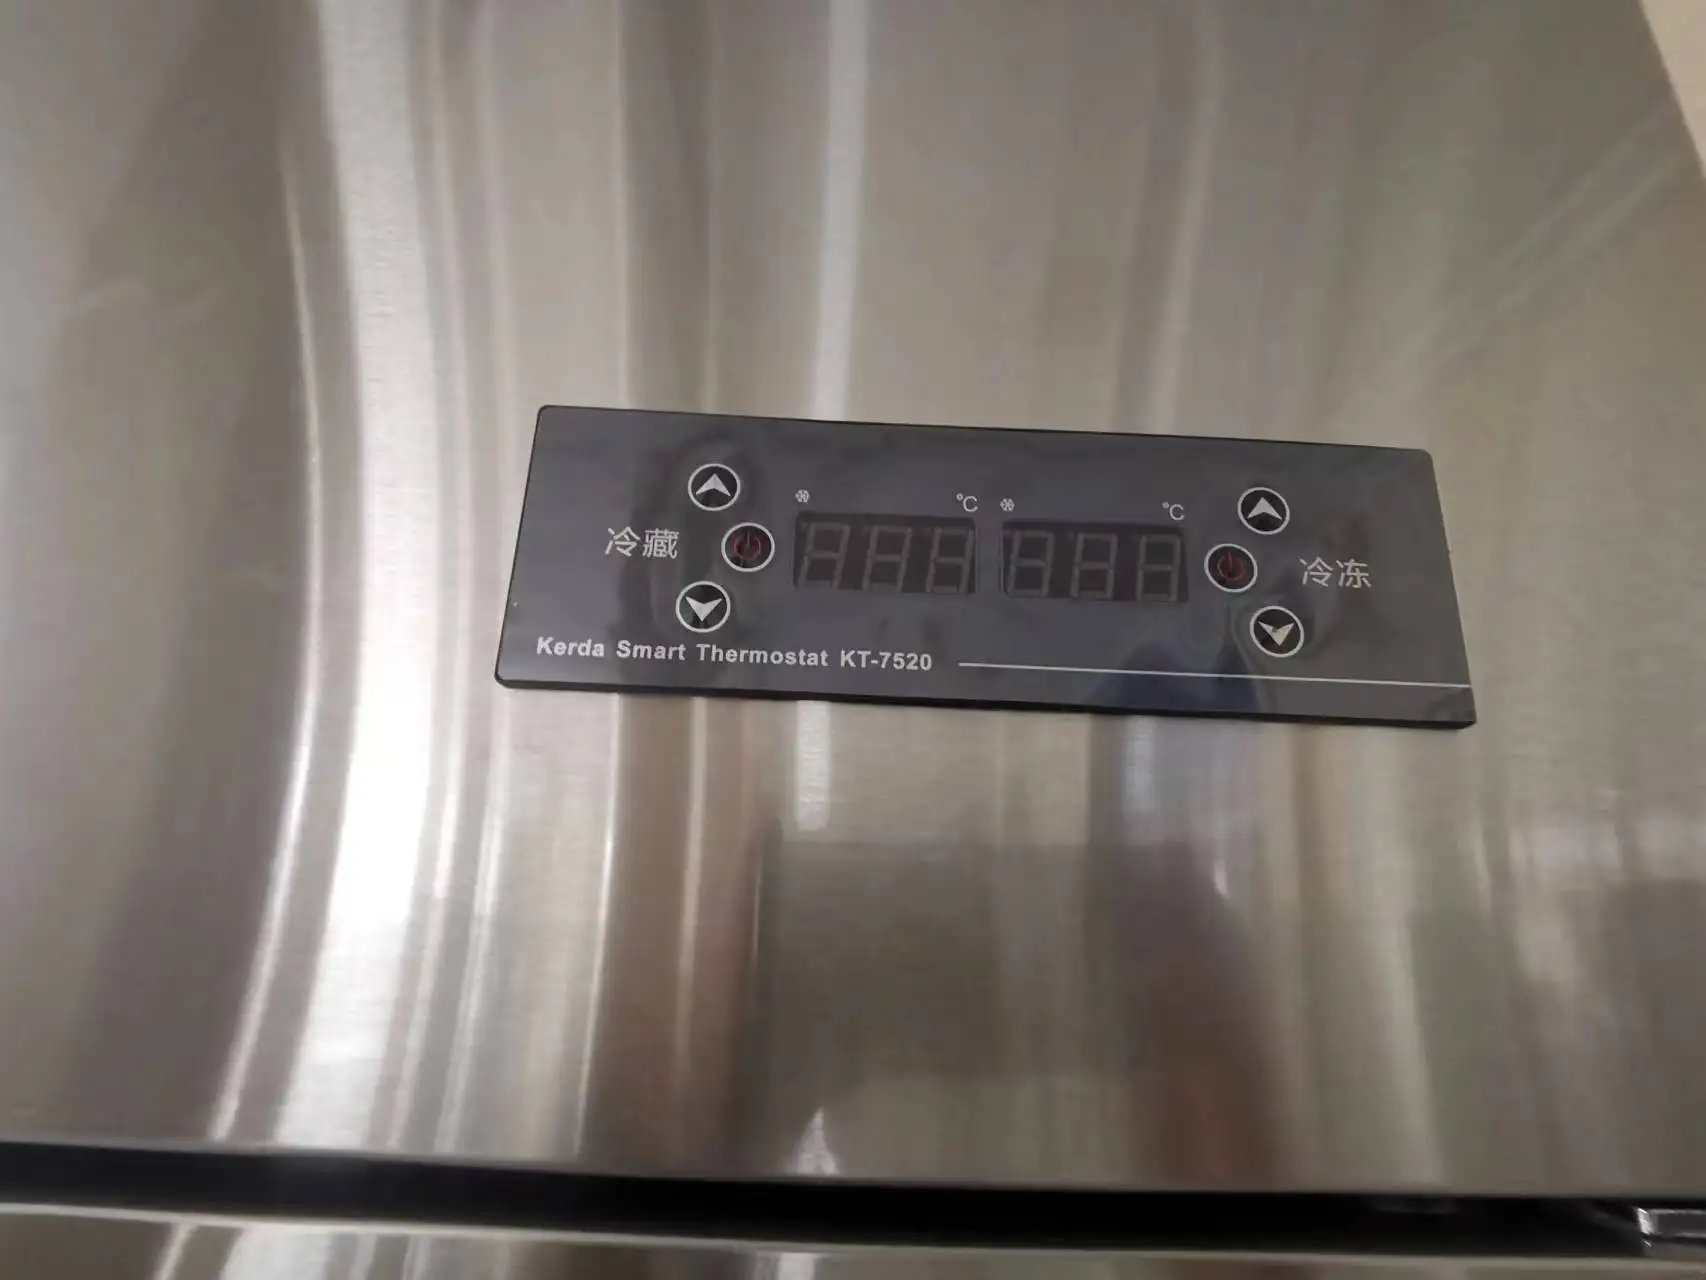 ℃ ℃
冷藏 冷冻
Kerda Smart Thermostat KT-7520